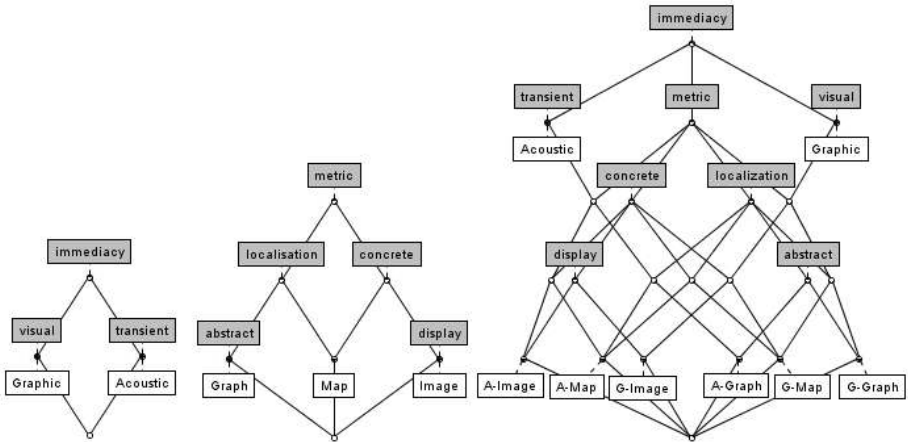 immediacy
visual
transient
Graphic
Acoustic
metric
localisation
concrete
abstract
display
Graph
Map
Image
immediacy
transient
metric
visual
Acoustic
Graphic
concrete
localization
display
abstract
A-Image
A-Map
G-Image
A-Graph
G-Map
G-Graph